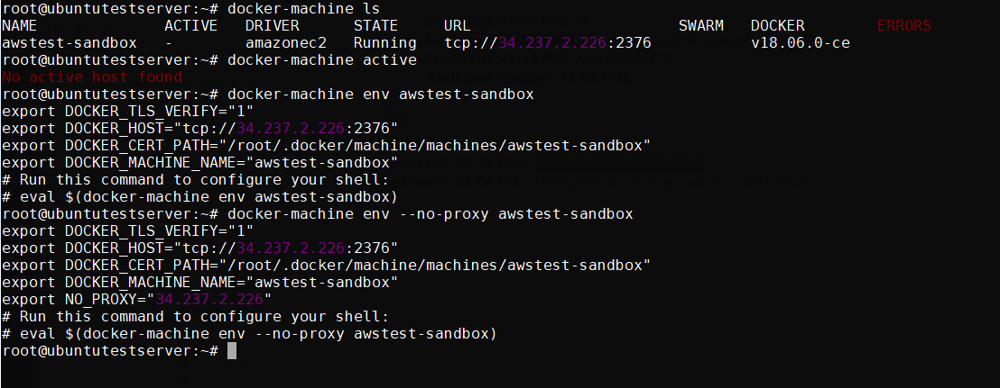 root@ubuntutestserver:~# docker-machine ls
NAME ACTIVE DRIVER STATE URL SWARM DOCKER ERRORS
awstest-sandbox - amazonec2 Running tcp://34.237.2.226:2376 v18.06.0-ce
root@ubuntutestserver:~# docker-machine active
No active host found
root@ubuntutestserver:~# docker-machine env awstest-sandbox
export DOCKER_TLS_VERIFY="1"
export DOCKER_HOST="tcp://34.237.2.226:2376"
export DOCKER_CERT_PATH="/root/.docker/machine/machines/awstest-sandbox"
export DOCKER_MACHINE_NAME="awstest-sandbox"
# Run this command to configure your shell:
# eval $(docker-machine env awstest-sandbox)
root@ubuntutestserver:~# docker-machine env --no-proxy awstest-sandbox
export DOCKER_TLS_VERIFY="1"
export DOCKER_HOST="tcp://34.237.2.226:2376"
export DOCKER_CERT_PATH="/root/.docker/machine/machines/awstest-sandbox"
export DOCKER_MACHINE_NAME="awstest-sandbox"
export NO_PROXY="34.237.2.226"
# Run this command to configure your shell:
# eval $(docker-machine env --no-proxy awstest-sandbox)
root@ubuntutestserver:~#